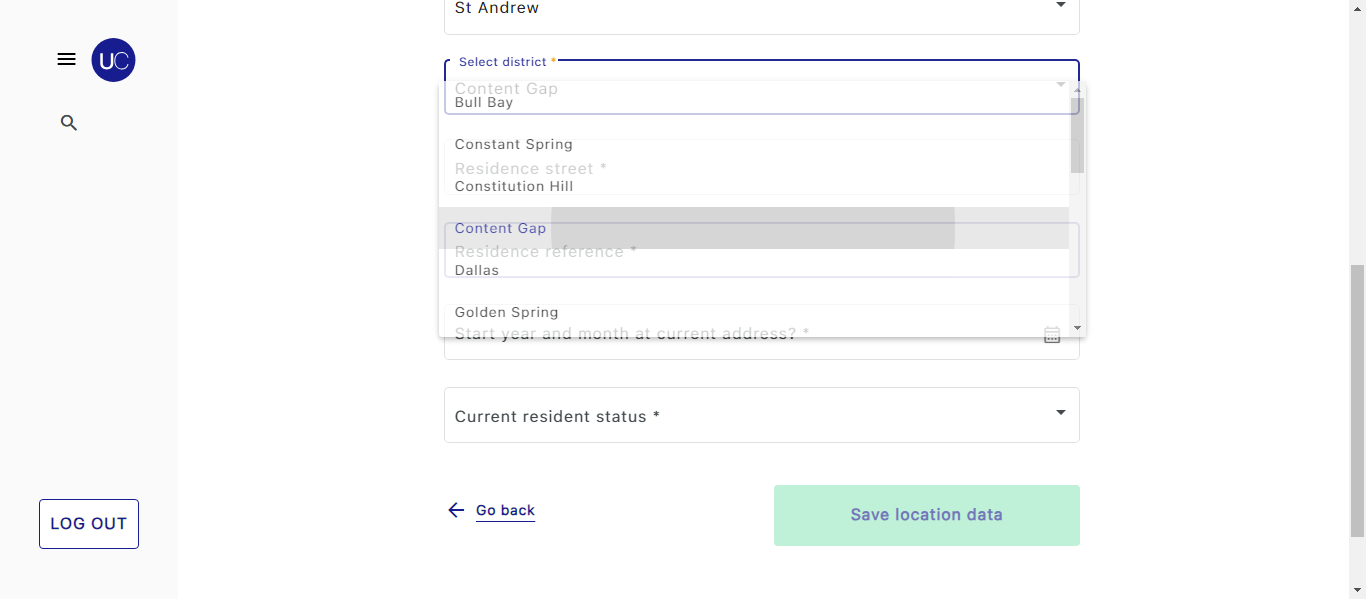 St Andrew
UC
Select district *
Content Gap
Bull Bay
Constant Spring
Residence street *
Constitution Hill
Content Gap
Residence reference *
Dallas
Golden Spring
Start year and month at current address? *
Current resident status *
Go back
Save location data
LOG OUT